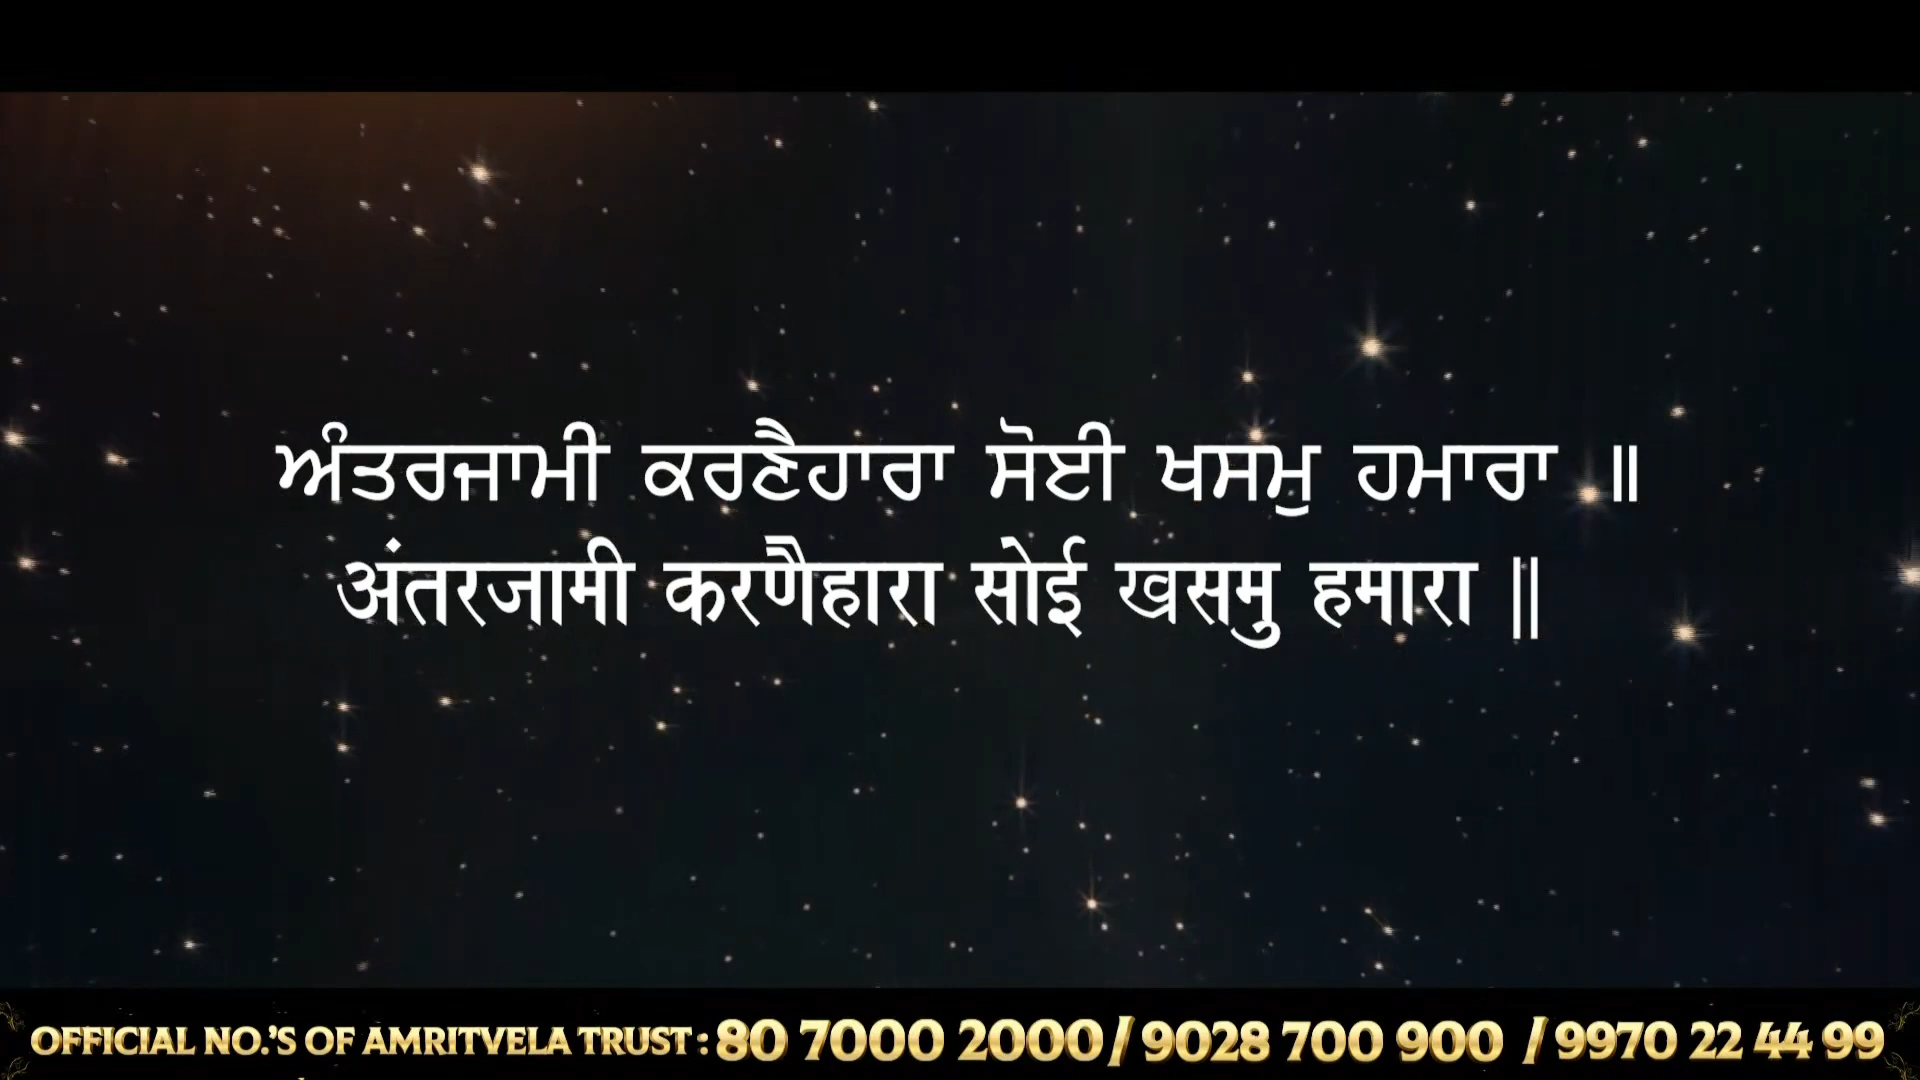 ਅੰਤਰਜਾਮੀ ਕਰਣੈਹਾਰਾ ਸੋਈ ਖਸਮੁ ਹਮਾਰਾ ॥
अंतरजामी करणैहारा सोई खसमु हमारा ||
OFFICIAL NO.'S OF AMRITVELA TRUST : 80 7000 2000 / 9028 700 900 / 9970 22 44 99